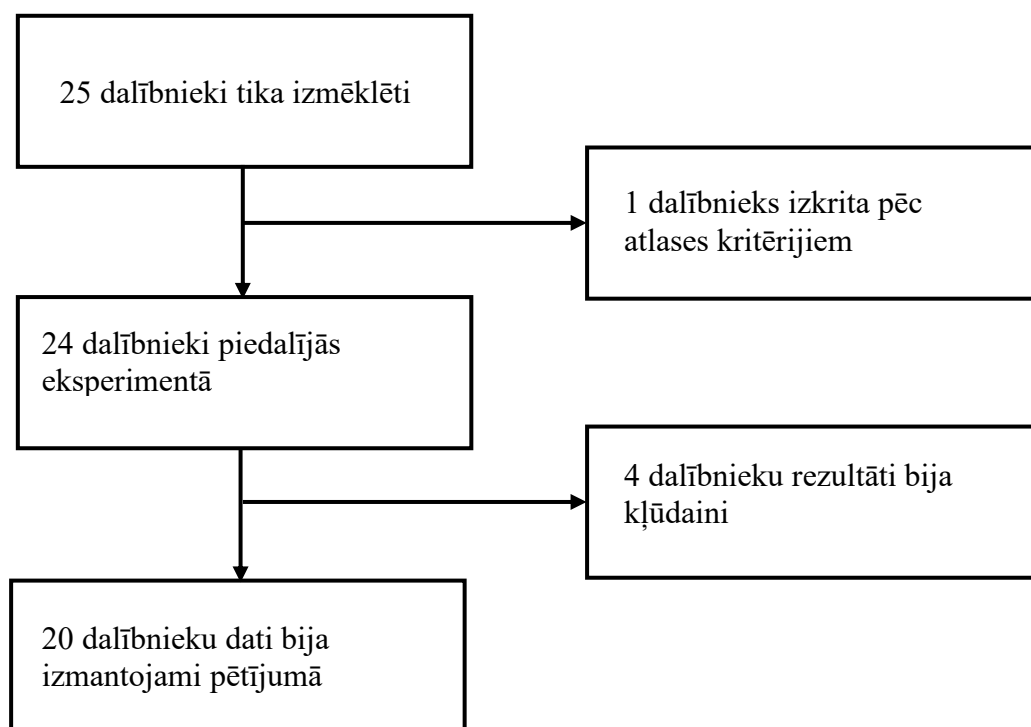 25 dalībnieki tika izmēklēti
1 dalībnieks izkrita pēc
atlases kritērijiem
24 dalībnieki piedalījās
eksperimentā
4 dalībnieku rezultāti bija
kļūdaini
20 dalībnieku dati bija
izmantojami pētījumā